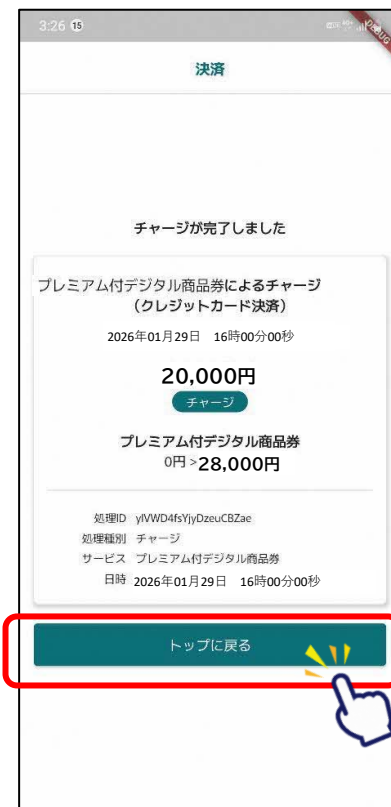 3:26 15
決済
チャージが完了しました
プレミアム付デジタル商品券によるチャージ
（クレジットカード決済）
2026年01月29日　16時00分00秒
20,000円
チャージ
プレミアム付デジタル商品券
0円 > 28,000円
処理ID ylVWD4fsYjyDzeuCBZae
処理種別 チャージ
サービス プレミアム付デジタル商品券
日時 2026年01月29日　16時00分00秒
トップに戻る